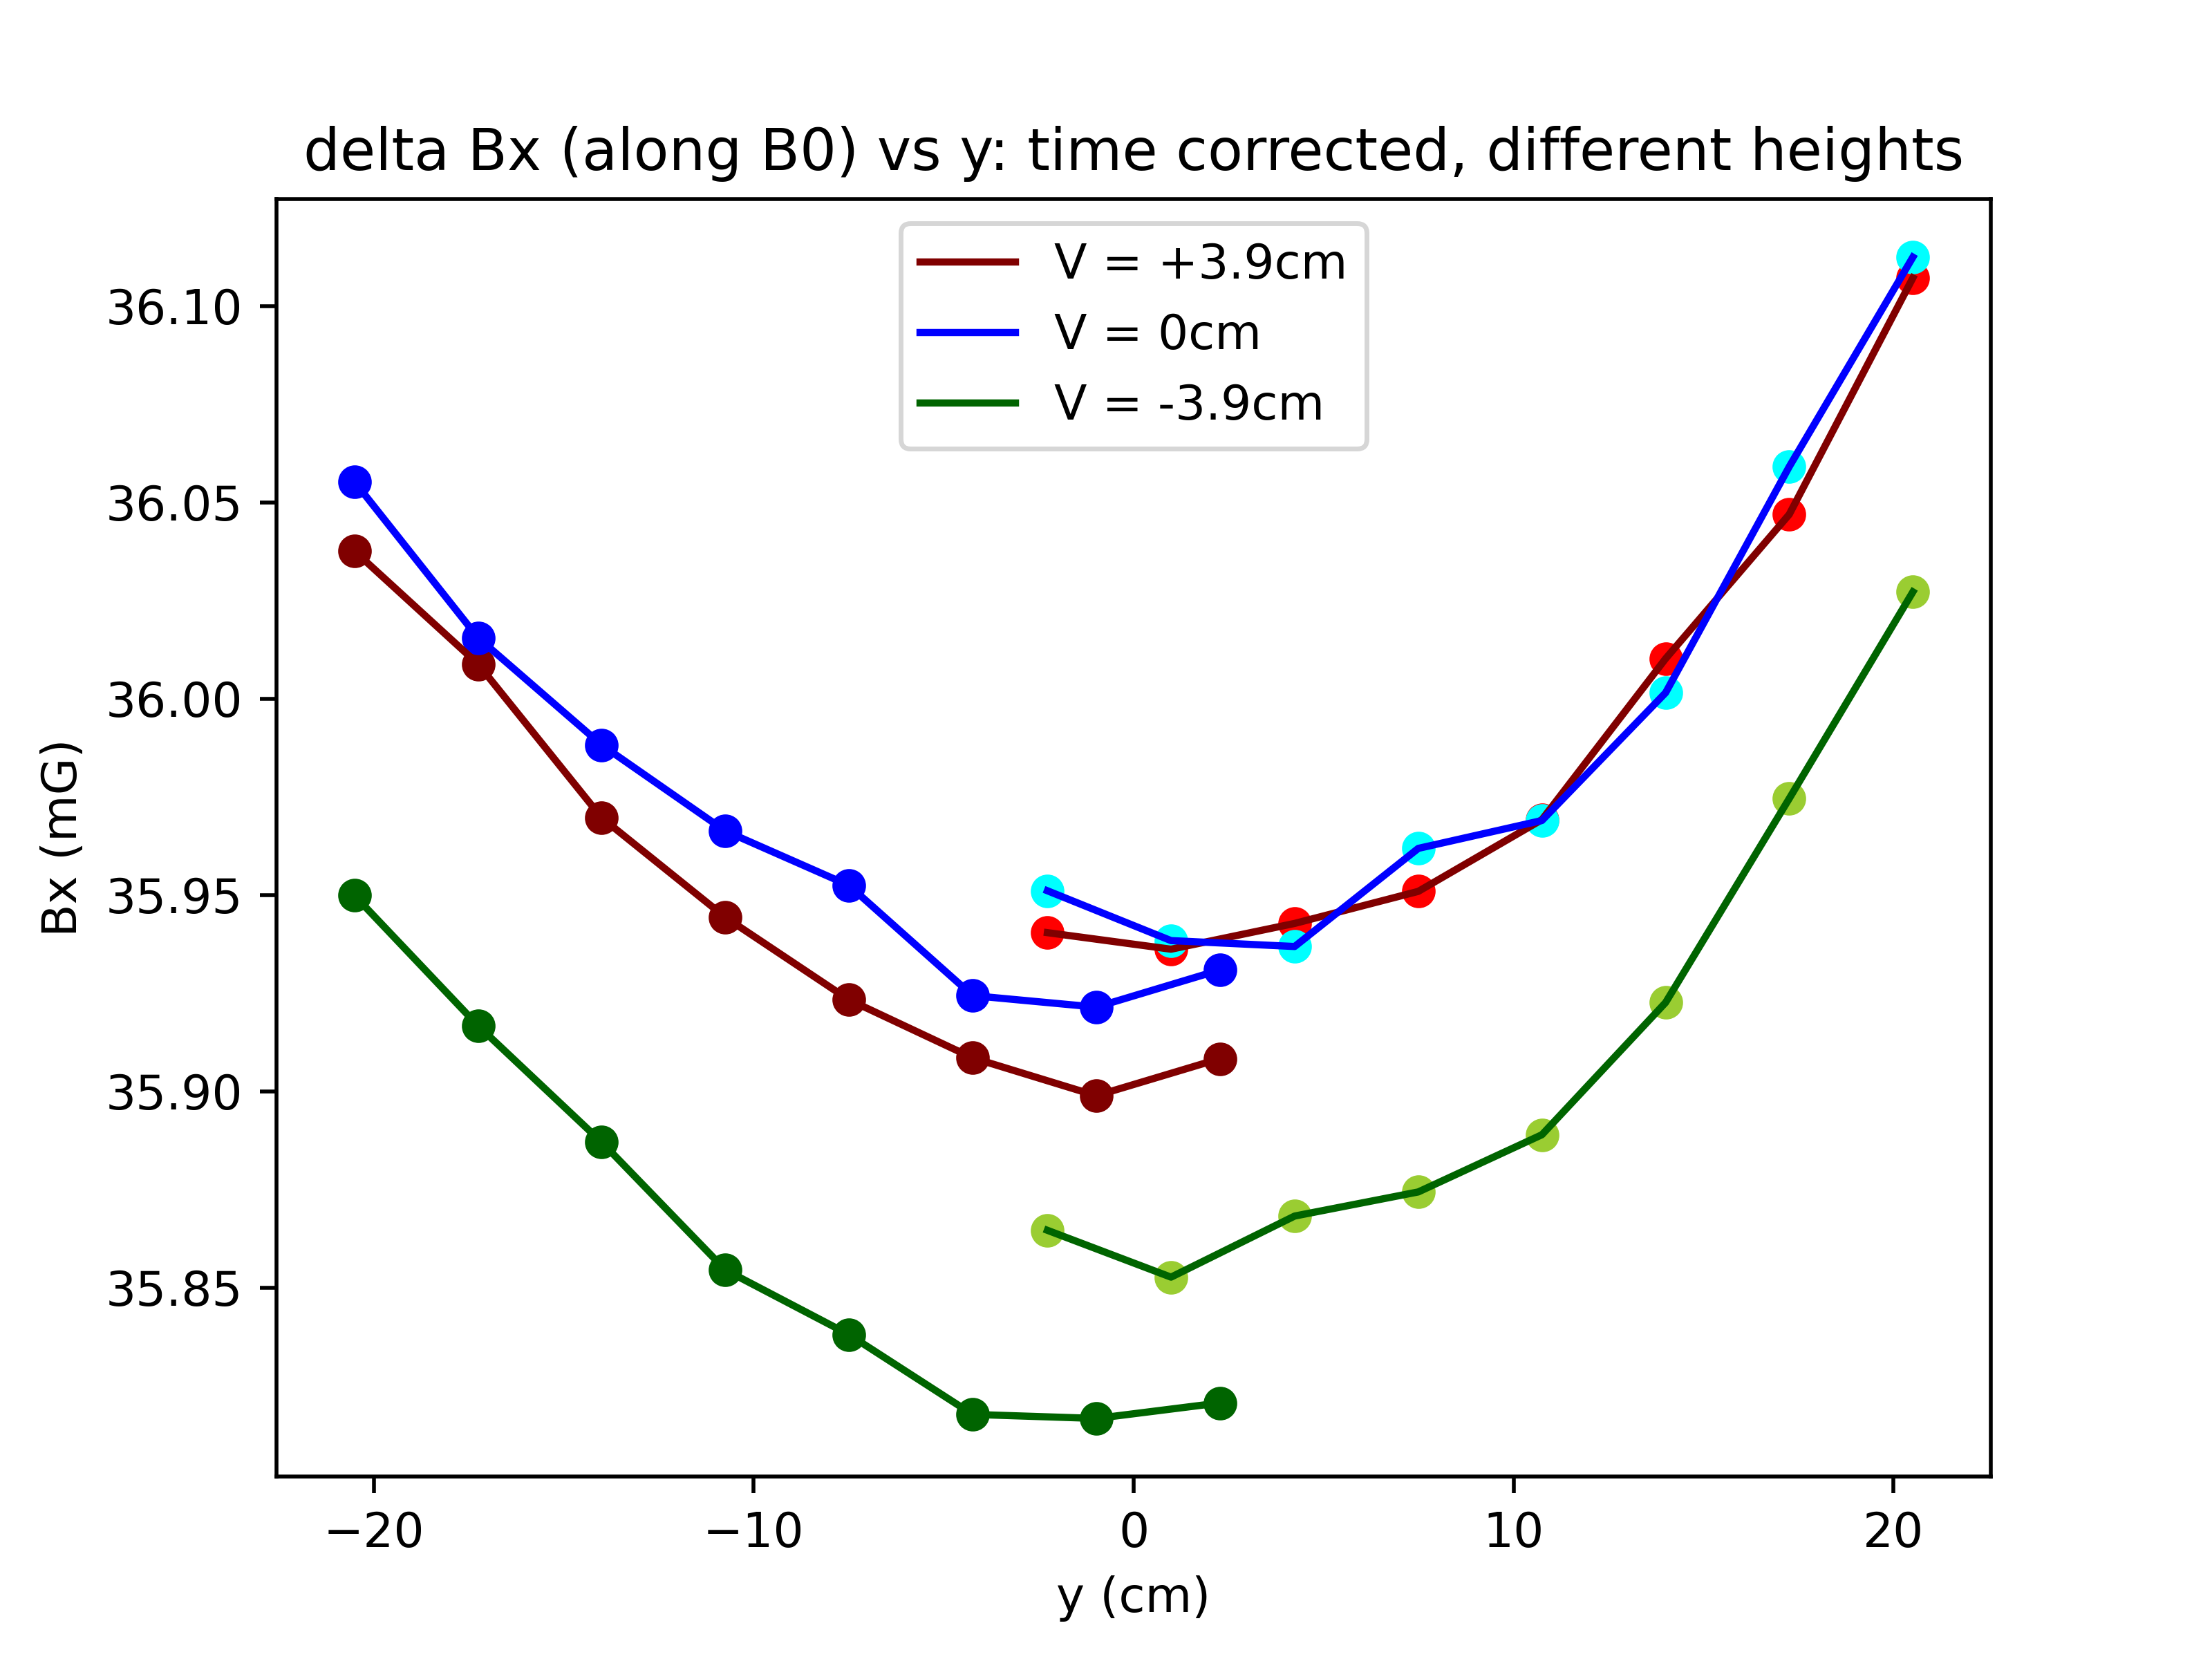 delta Bx (along B0) vs y: time corrected, different heights
V = +3.9cm
V = 0cm
V = -3.9cm
Bx (mG)
36.10
36.05
36.00
35.95
35.90
35.85
−20 −10 0 10 20
y (cm)